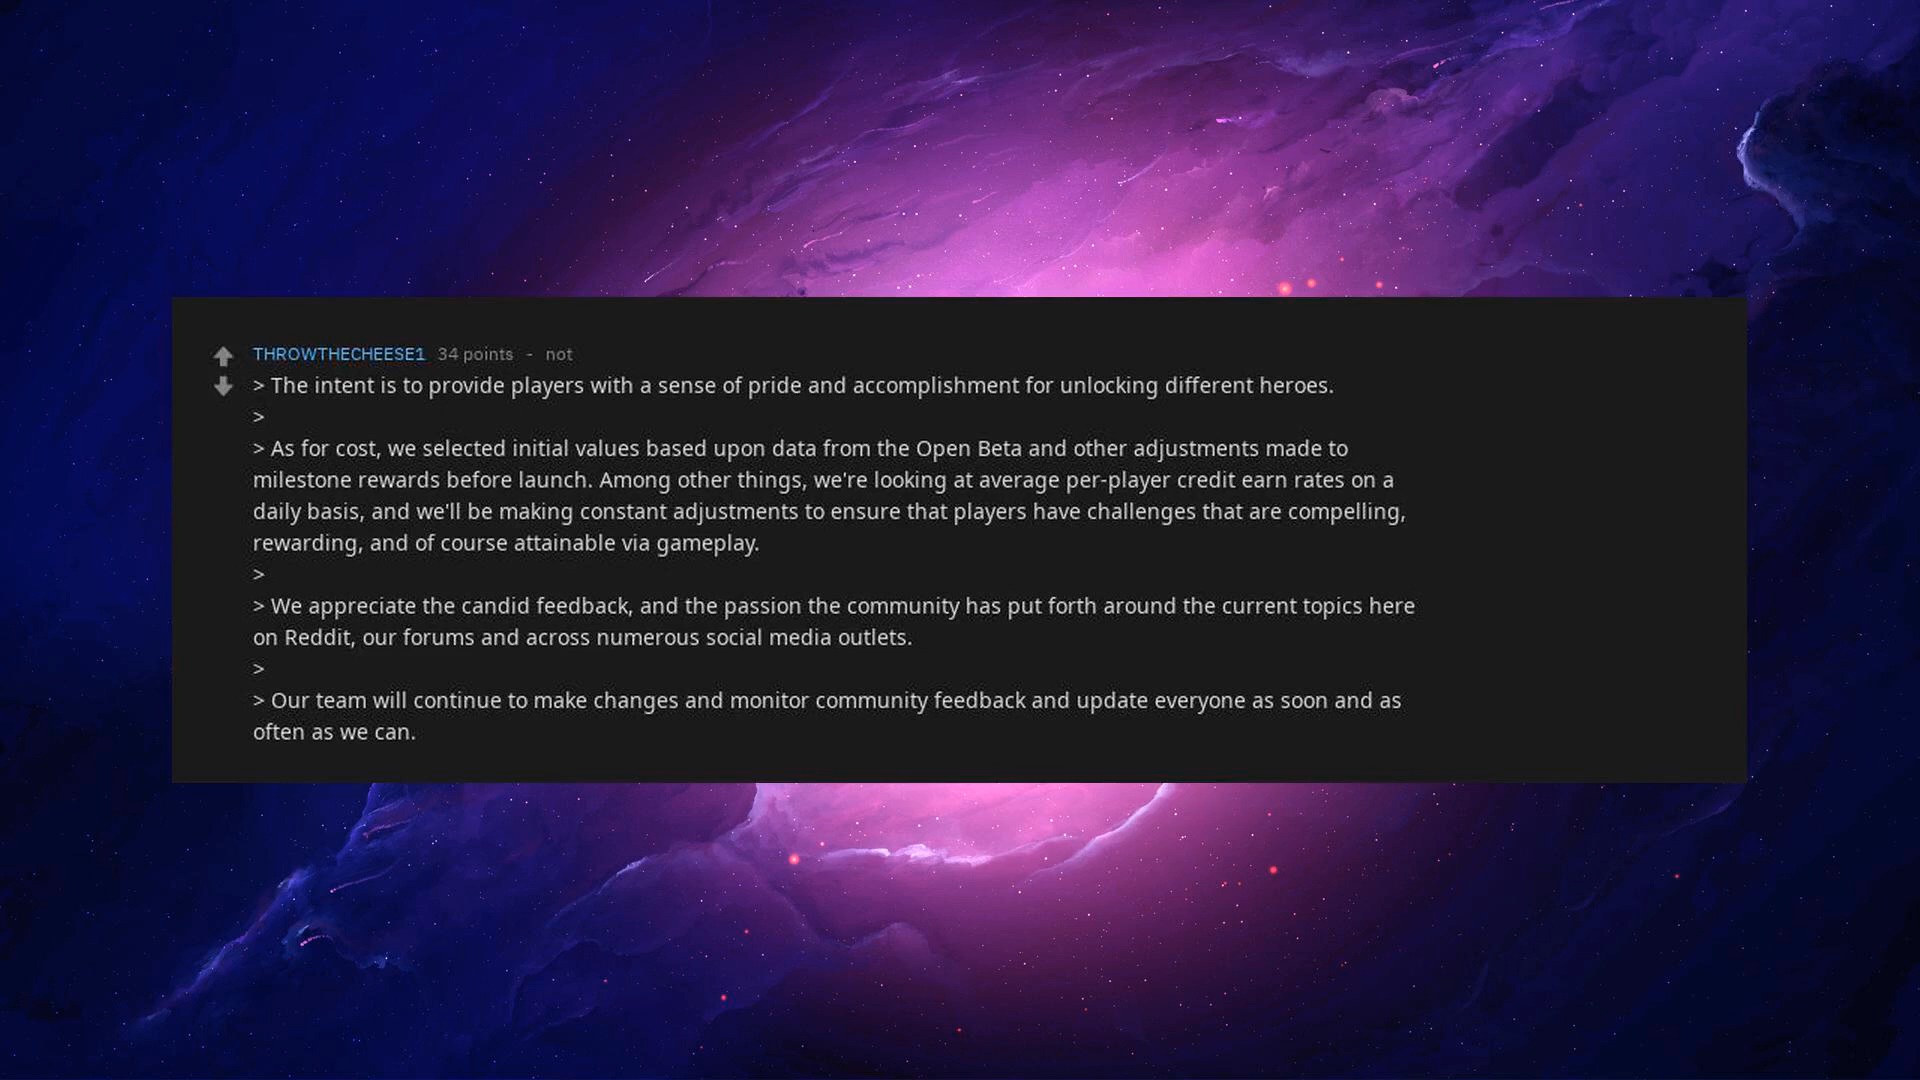 THROWTHECHEESE1 34 points - not
> The intent is to provide players with a sense of pride and accomplishment for unlocking different heroes.
>
> As for cost, we selected initial values based upon data from the Open Beta and other adjustments made to
milestone rewards before launch. Among other things, we're looking at average per-player credit earn rates on a
daily basis, and we'll be making constant adjustments to ensure that players have challenges that are compelling,
rewarding, and of course attainable via gameplay.
>
> We appreciate the candid feedback, and the passion the community has put forth around the current topics here
on Reddit, our forums and across numerous social media outlets.
>
> Our team will continue to make changes and monitor community feedback and update everyone as soon and as
often as we can.